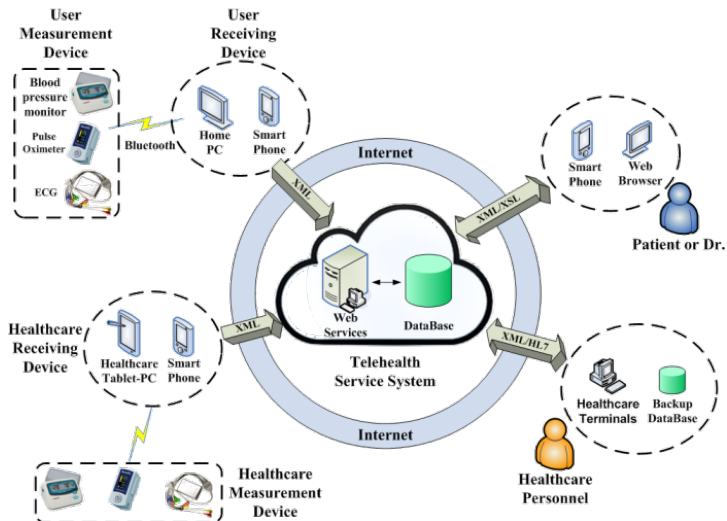 User
Measurement
Device
User
Receiving
Device
Blood
pressure
monitor
Pulse
Oximeter
ECG
Bluetooth
Home
PC
Smart
Phone
Internet
XML
XML/XSL
Smart
Phone
Web
Browser
Patient or Dr.
Web
Services
DataBase
Telehealth
Service System
Healthcare
Receiving
Device
Healthcare
Tablet-PC
Smart
Phone
XML
XML/HL7
Healthcare
Terminals
Backup
DataBase
Internet
Healthcare
Personnel
Healthcare
Measurement
Device